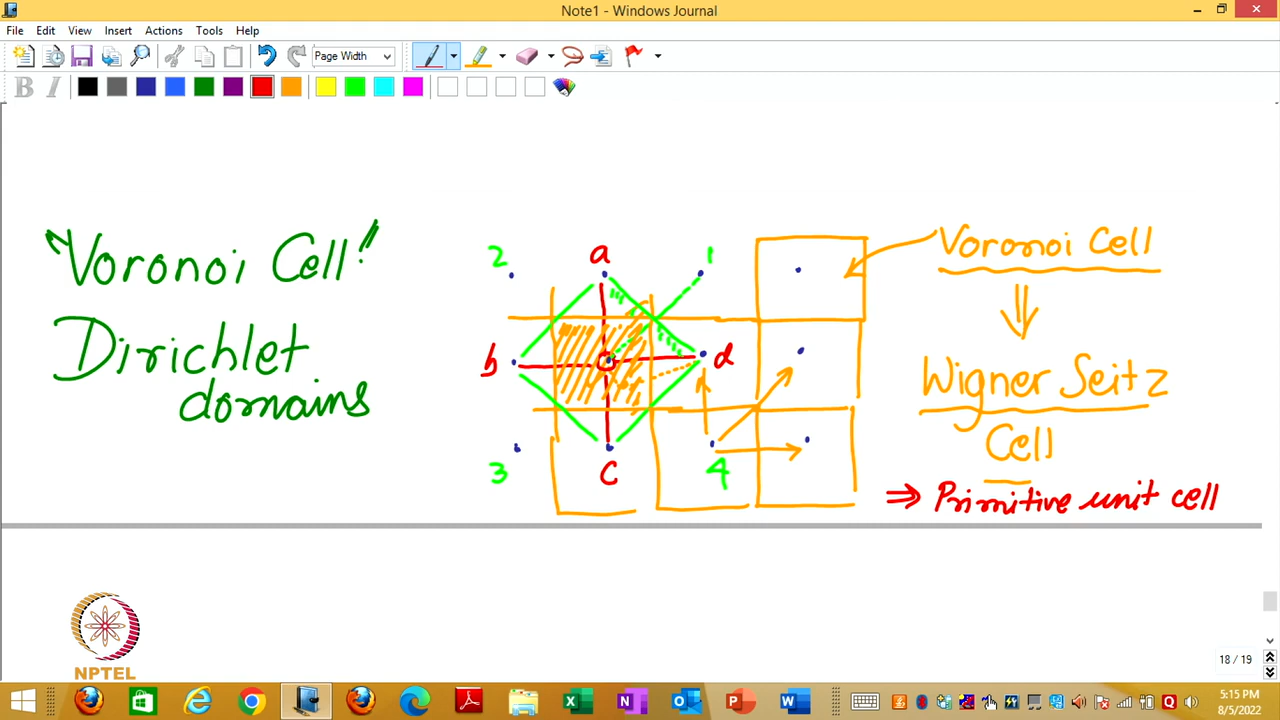 Note1 - Windows Journal
File Edit View Insert Actions Tools Help
Page Width
B I
"Voronoi Cell"
Dirichlet
domains
2 a 1
b d
3 c 4
Voronoi Cell
⇓
Wigner Seitz
Cell
⇒ Primitive unit cell
NPTEL
18 / 19
5:15 PM
8/5/2022